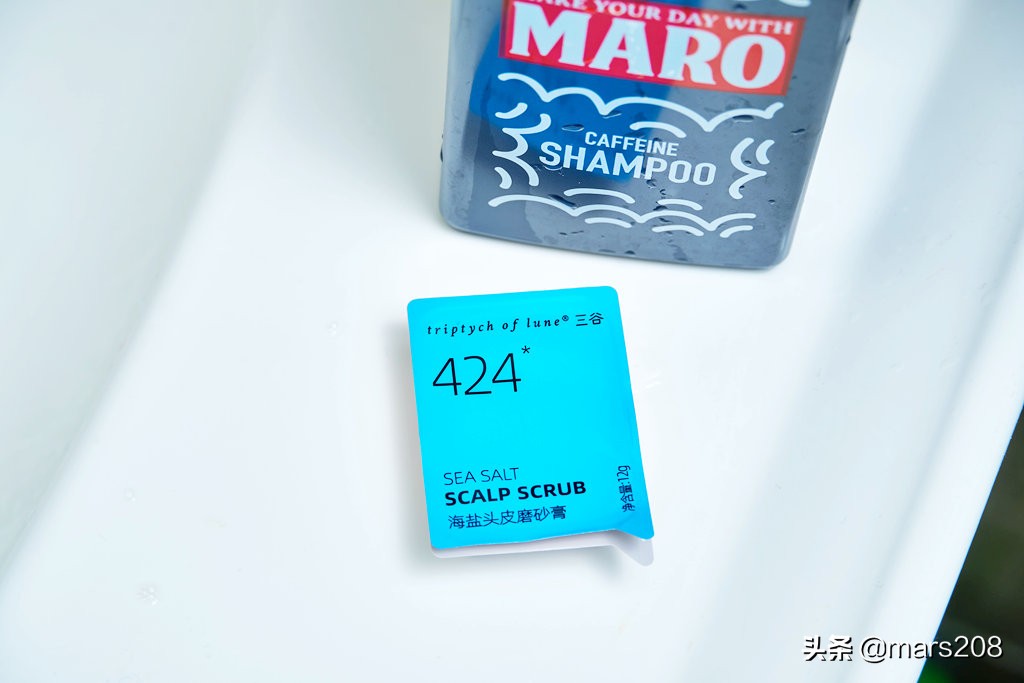 YOUR DAY WITH
MARO
CAFFEINE
SHAMPOO
triptych of lune® 三谷
424*
SEA SALT
SCALP SCRUB
海盐头皮磨砂膏
净含量:12g
头条 @mars208